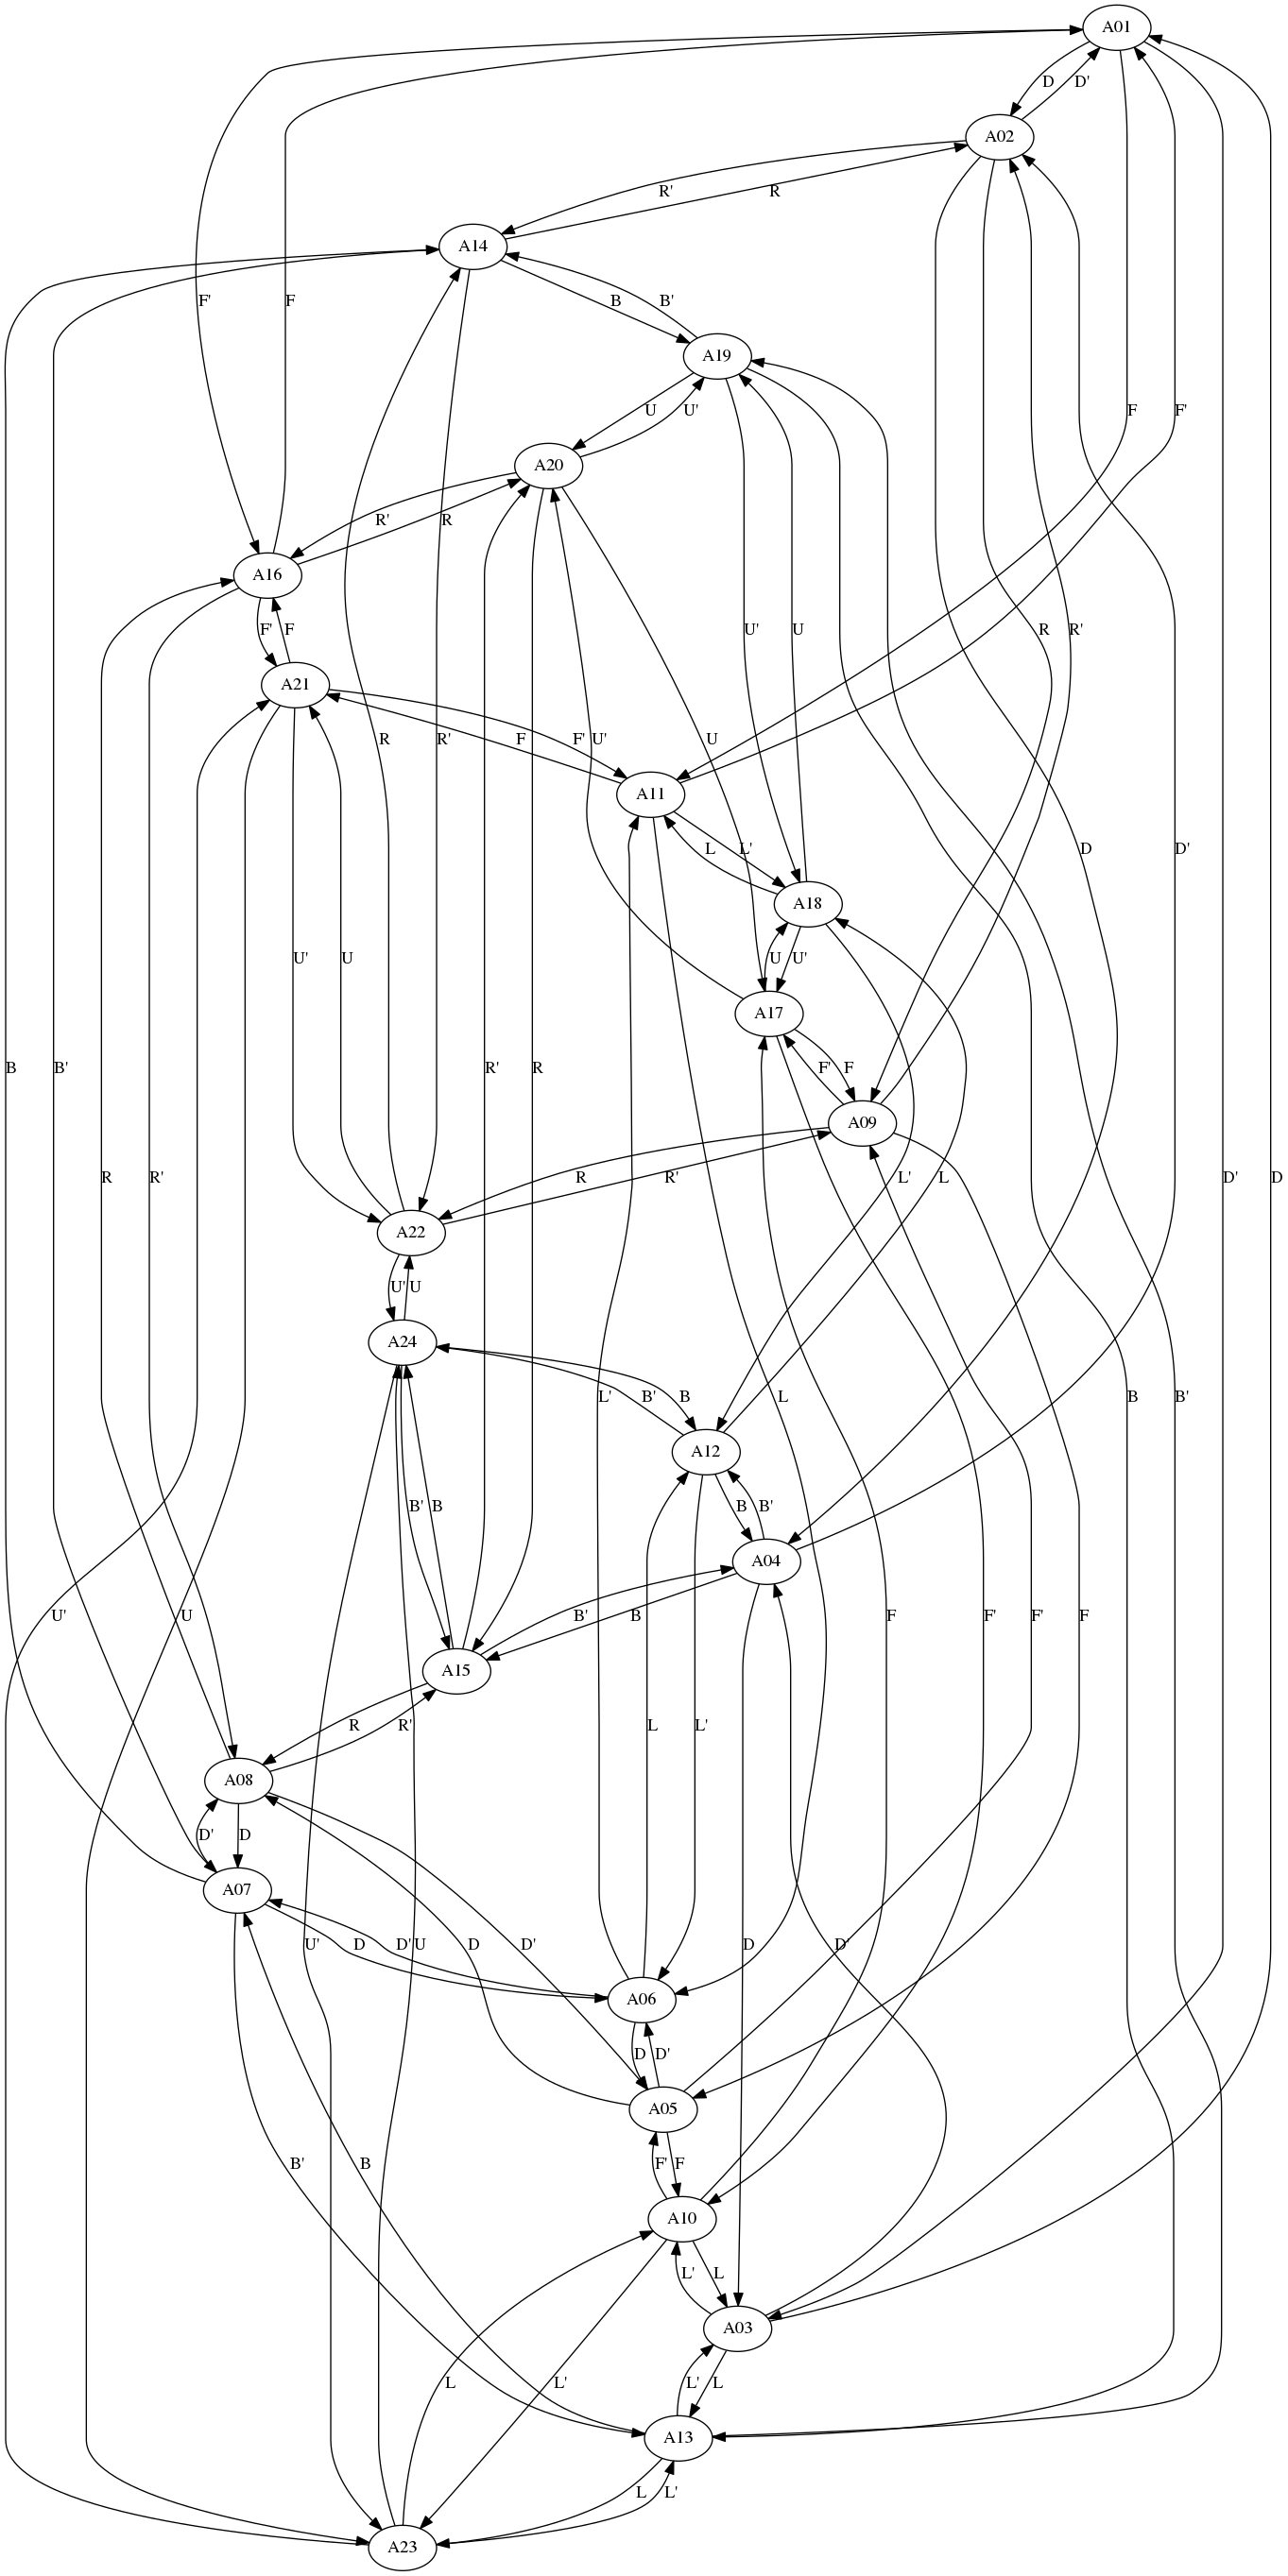 A01
D D'
A02
R' R
A14
F' F B B' F F'
A19
U U'
A20
R' R
A16
F' F U' U R R'
A21
F F' R R' U' U
A11
L L'
A18
U' U U' U
A17
F' F D D'
A09
R R' L' L
A22
U' U B B' R' R
A24
L' B' B L
A12
B' B B B'
A04
B' B F F' F' F
A15
R R' L L'
A08
D' D
A07
D D' U' U D D' D D'
A06
D D'
A05
F' F B' B
A10
L' L
A03
L L' L' L
A13
L L'
A23
R R' D' D B B' U' U